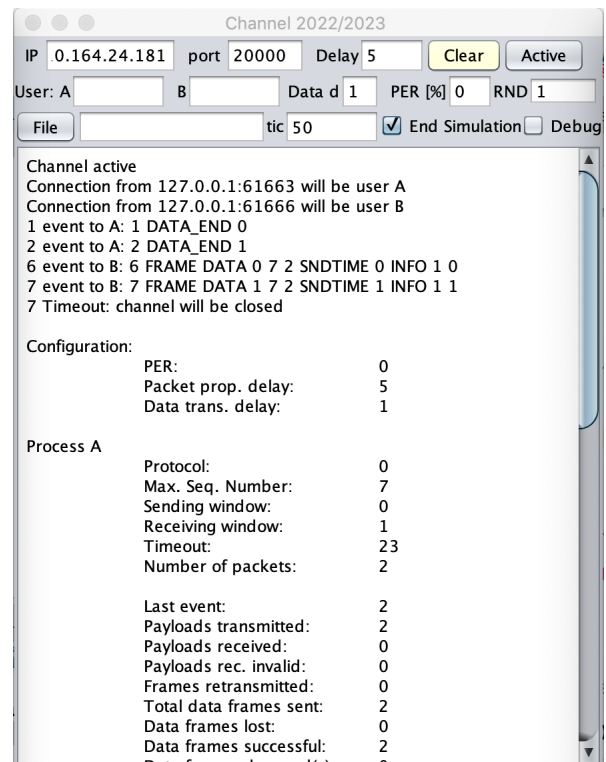 Channel 2022/2023
IP .0.164.24.181 port 20000 Delay 5 Clear Active
User: A B Data d 1 PER [%] 0 RND 1
File tic 50 End Simulation Debug
Channel active
Connection from 127.0.0.1:61663 will be user A
Connection from 127.0.0.1:61666 will be user B
1 event to A: 1 DATA_END 0
2 event to A: 2 DATA_END 1
6 event to B: 6 FRAME DATA 0 7 2 SNDTIME 0 INFO 1 0
7 event to B: 7 FRAME DATA 1 7 2 SNDTIME 1 INFO 1 1
7 Timeout: channel will be closed
Configuration:
PER: 0
Packet prop. delay: 5
Data trans. delay: 1
Process A
Protocol: 0
Max. Seq. Number: 7
Sending window: 0
Receiving window: 1
Timeout: 23
Number of packets: 2
Last event: 2
Payloads transmitted: 2
Payloads received: 0
Payloads rec. invalid: 0
Frames retransmitted: 0
Total data frames sent: 2
Data frames lost: 0
Data frames successful: 2